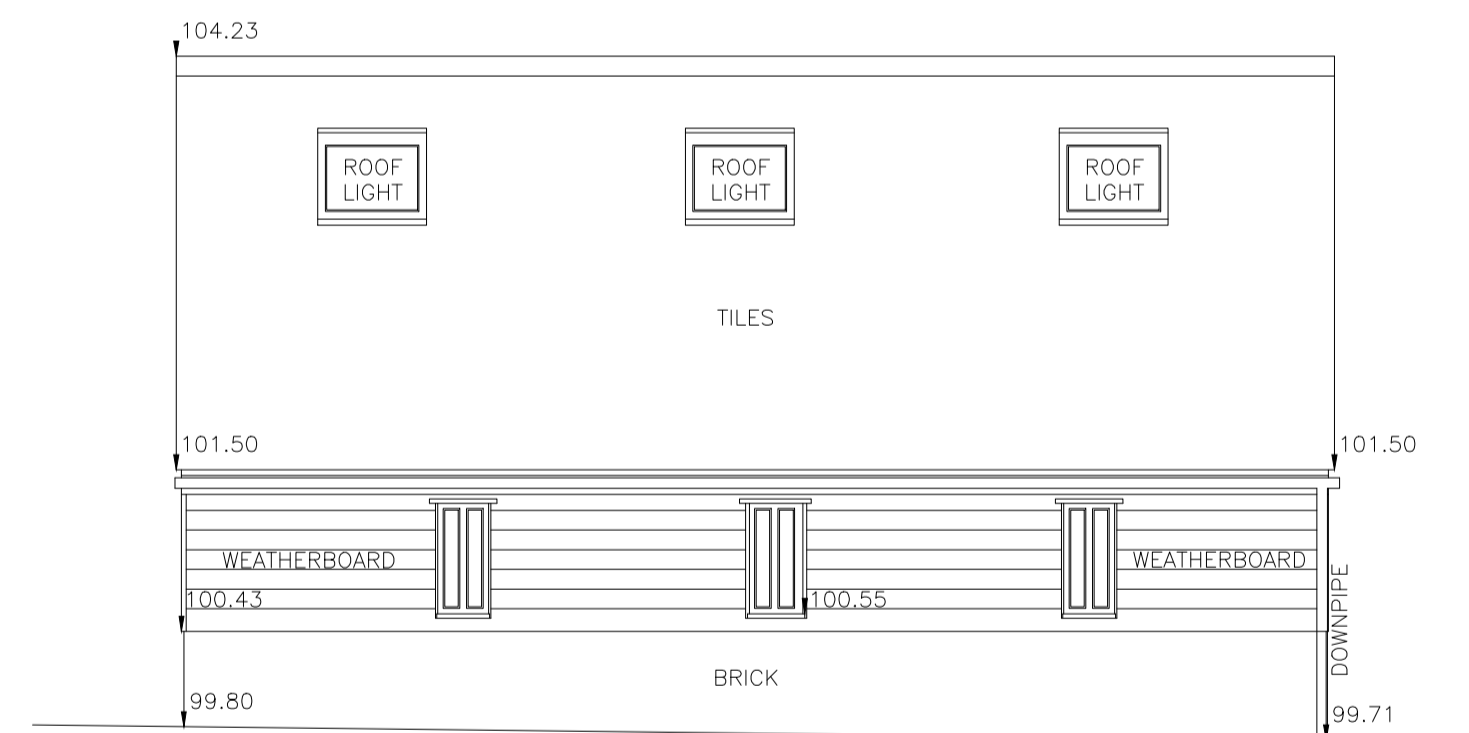 104.23
ROOF
LIGHT
ROOF
LIGHT
ROOF
LIGHT
TILES
101.50
101.50
WEATHERBOARD
WEATHERBOARD
100.43
100.55
DOWNPIPE
BRICK
99.80
99.71